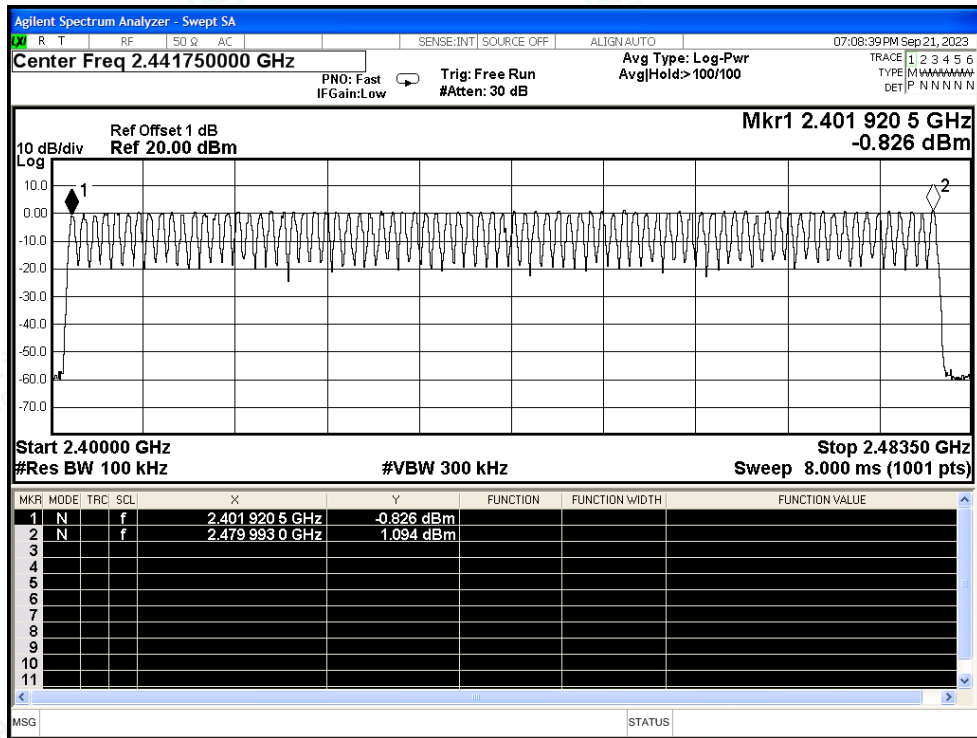 Agilent Spectrum Analyzer - Swept SA
LXI R T RF 50 Ω AC SENSE:INT SOURCE OFF ALIGN AUTO 07:08:39 PM Sep 21, 2023
Center Freq 2.441750000 GHz
PNO: Fast
IFGain:Low
Trig: Free Run
#Atten: 30 dB
Avg Type: Log-Pwr
Avg|Hold:>100/100
TRACE 1 2 3 4 5 6
TYPE M WWWWW
DET P N N N N N
Mkr1 2.401 920 5 GHz
-0.826 dBm
Ref Offset 1 dB
10 dB/div Ref 20.00 dBm
Log
10.0
0.00
-10.0
-20.0
-30.0
-40.0
-50.0
-60.0
-70.0
1
2
Start 2.40000 GHz Stop 2.48350 GHz
#Res BW 100 kHz #VBW 300 kHz Sweep 8.000 ms (1001 pts)
MKR MODE TRC SCL X Y FUNCTION FUNCTION WIDTH FUNCTION VALUE
1 N f 2.401 920 5 GHz -0.826 dBm
2 N f 2.479 993 0 GHz 1.094 dBm
3
4
5
6
7
8
9
10
11
MSG STATUS